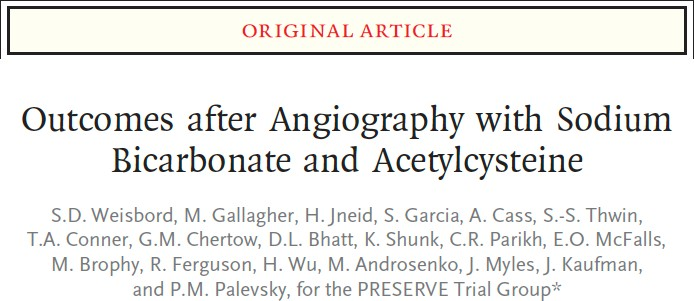 ORIGINAL ARTICLE
Outcomes after Angiography with Sodium
Bicarbonate and Acetylcysteine
S.D. Weisbord, M. Gallagher, H. Jneid, S. Garcia, A. Cass, S.-S. Thwin,
T.A. Conner, G.M. Chertow, D.L. Bhatt, K. Shunk, C.R. Parikh, E.O. McFalls,
M. Brophy, R. Ferguson, H. Wu, M. Androsenko, J. Myles, J. Kaufman,
and P.M. Palevsky, for the PRESERVE Trial Group*